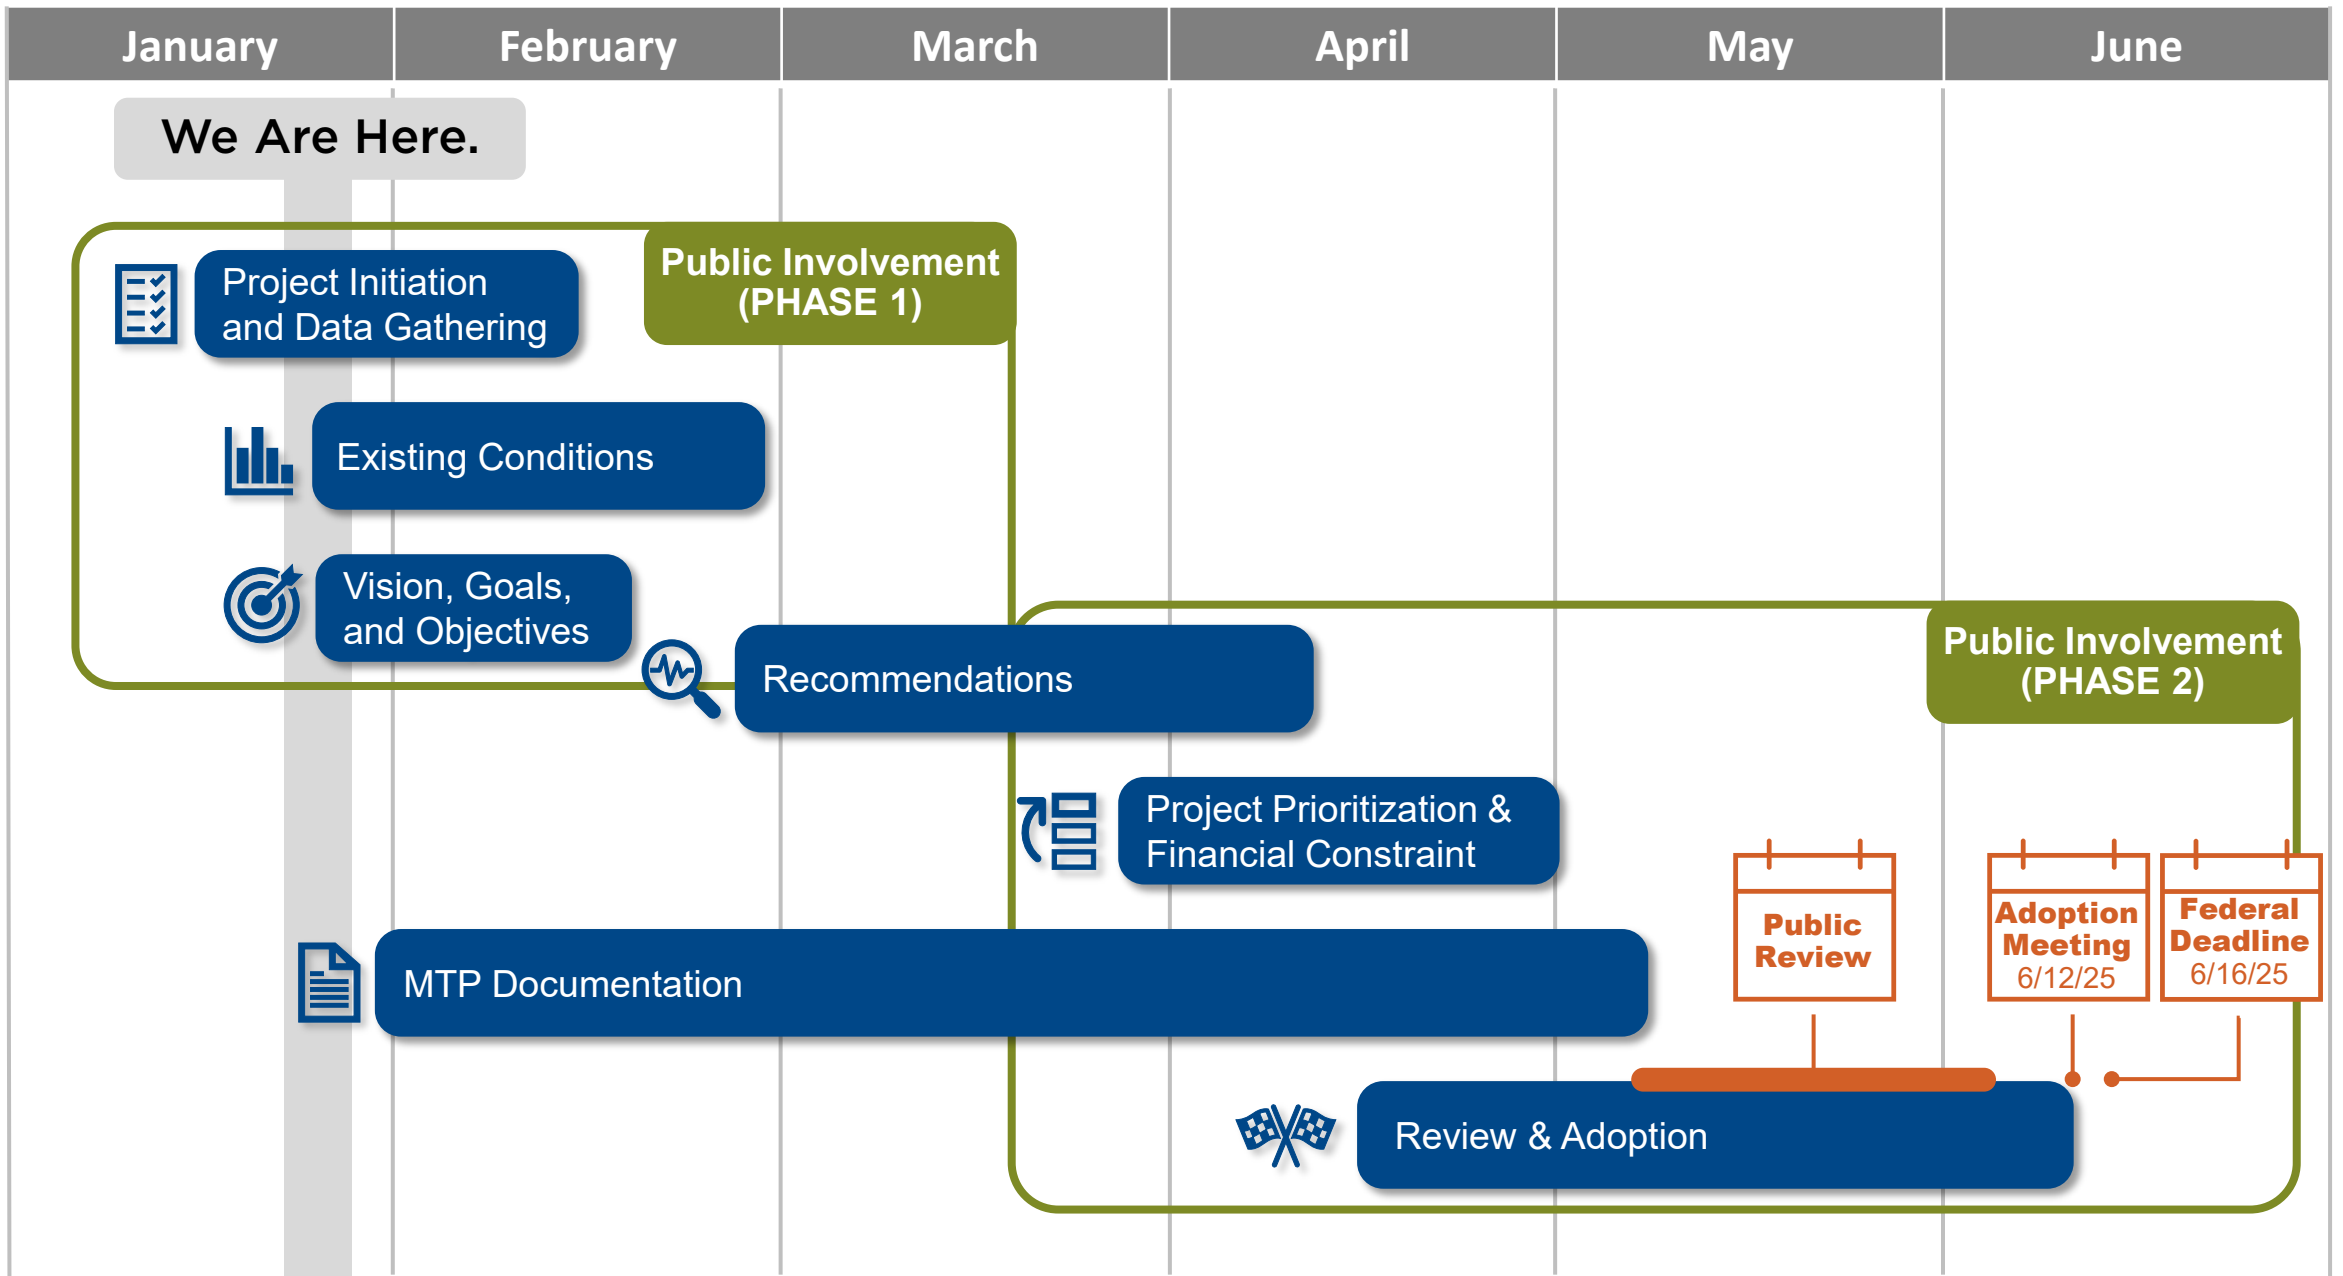 January
February
March
April
May
June
We Are Here.
Public Involvement
(PHASE 1)
Project Initiation
and Data Gathering
Existing Conditions
Vision, Goals,
and Objectives
Public Involvement
(PHASE 2)
Recommendations
Project Prioritization &
Financial Constraint
Public
Review
Adoption
Meeting
6/12/25
Federal
Deadline
6/16/25
MTP Documentation
Review & Adoption